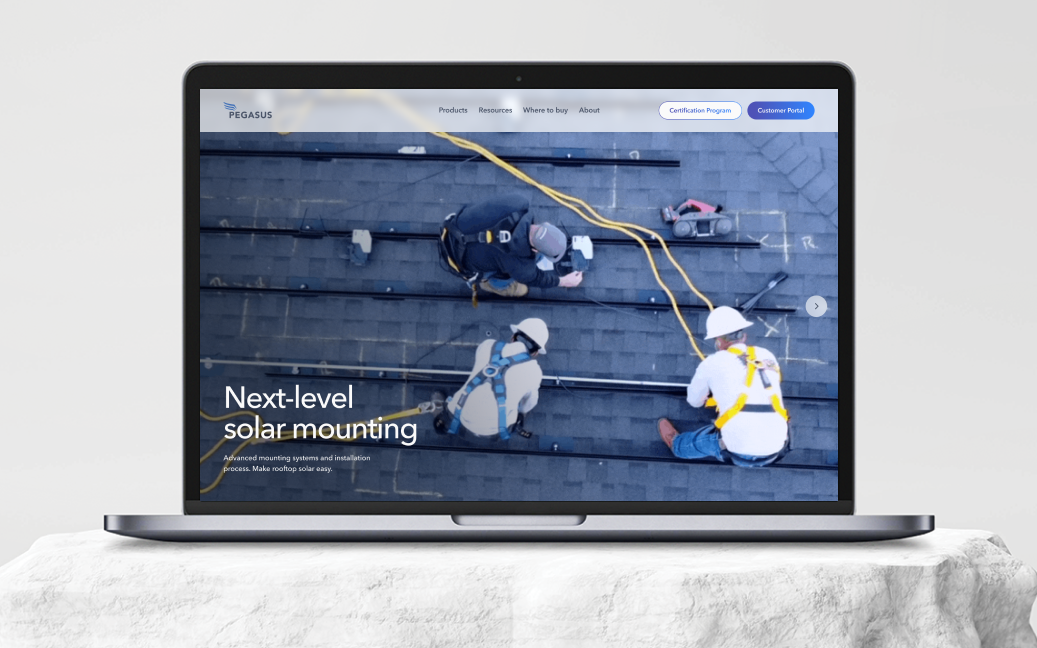 PEGASUS
Products Resources Where to buy About
Certification Program Customer Portal
X R
X
Next-level
solar mounting
Advanced mounting systems and installation
process. Make rooftop solar easy.